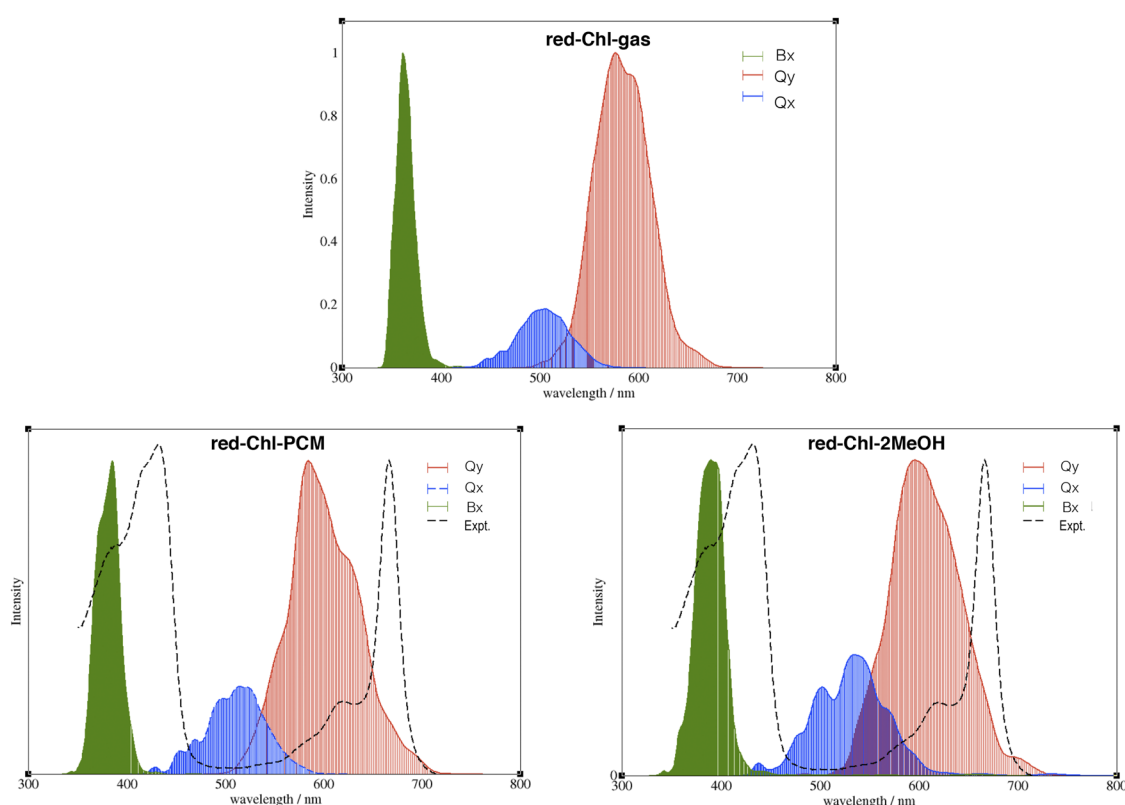 red-Chl-gas
Bx
Qy
Qx
1
0.8
0.6
0.4
0.2
0
Intensity
300 400 500 600 700 800
wavelength / nm
red-Chl-PCM
Qy
Qx
Bx
Expt.
Intensity
300 400 500 600 700 800
wavelength / nm
red-Chl-2MeOH
Qy
Qx
Bx
Expt.
Intensity
0
300 400 500 600 700 800
wavelength / nm